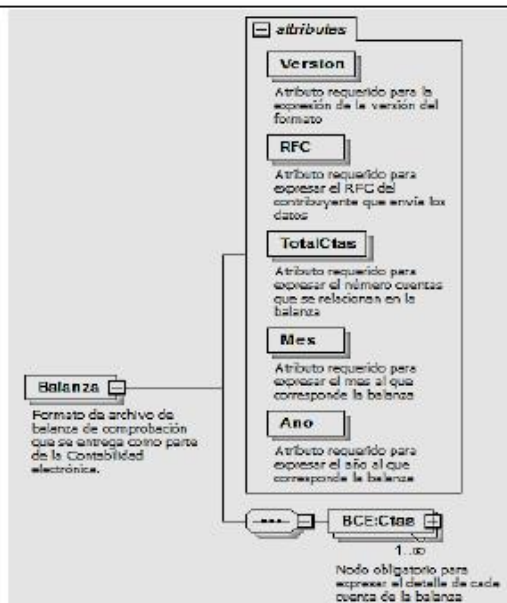 attributes
Version
Atributo requerido para la
expresión de la versión del
formato
RFC
Atributo requerido para
expresar el RFC del
contribuyente que envía los
datos
TotalCtas
Atributo requerido para
expresar el número cuentas
que se relacionan en la
balanza
Mes
Atributo requerido para
expresar el mes al que
corresponde la balanza
Ano
Atributo requerido para
expresar el año al que
corresponde la balanza
Balanza
Formato de archivo de
balanza de comprobación
que se entrega como parte
de la Contabilidad
electrónica.
BCE:Ctas
1..∞
Nodo obligatorio para
expresar el detalle de cada
cuenta de la balanza